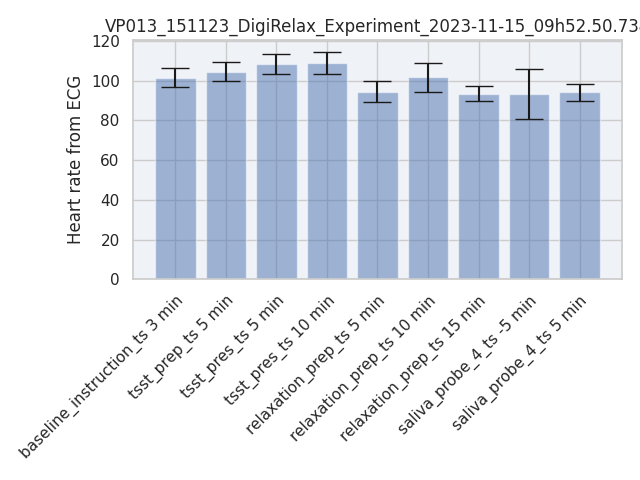 VP013_151123_DigiRelax_Experiment_2023-11-15_09h52.50.73
Heart rate from ECG
120
100
80
60
40
20
0
baseline_instruction_ts 3 min
tsst_prep_ts 5 min
tsst_pres_ts 5 min
tsst_pres_ts 10 min
relaxation_prep_ts 5 min
relaxation_prep_ts 10 min
relaxation_prep_ts 15 min
saliva_probe_4_ts -5 min
saliva_probe_4_ts 5 min